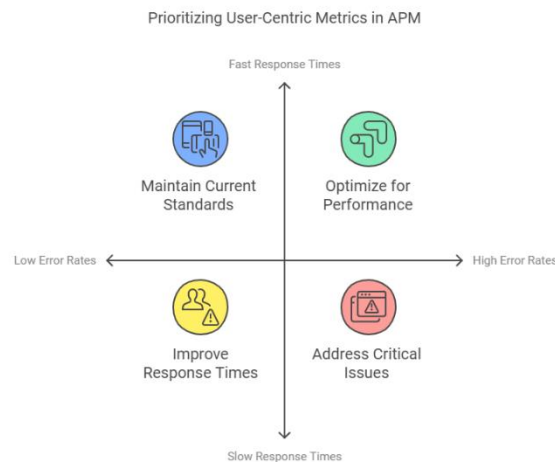 Prioritizing User-Centric Metrics in APM
Fast Response Times
Maintain Current
Standards
Optimize for
Performance
Low Error Rates
High Error Rates
Improve
Response Times
Address Critical
Issues
Slow Response Times